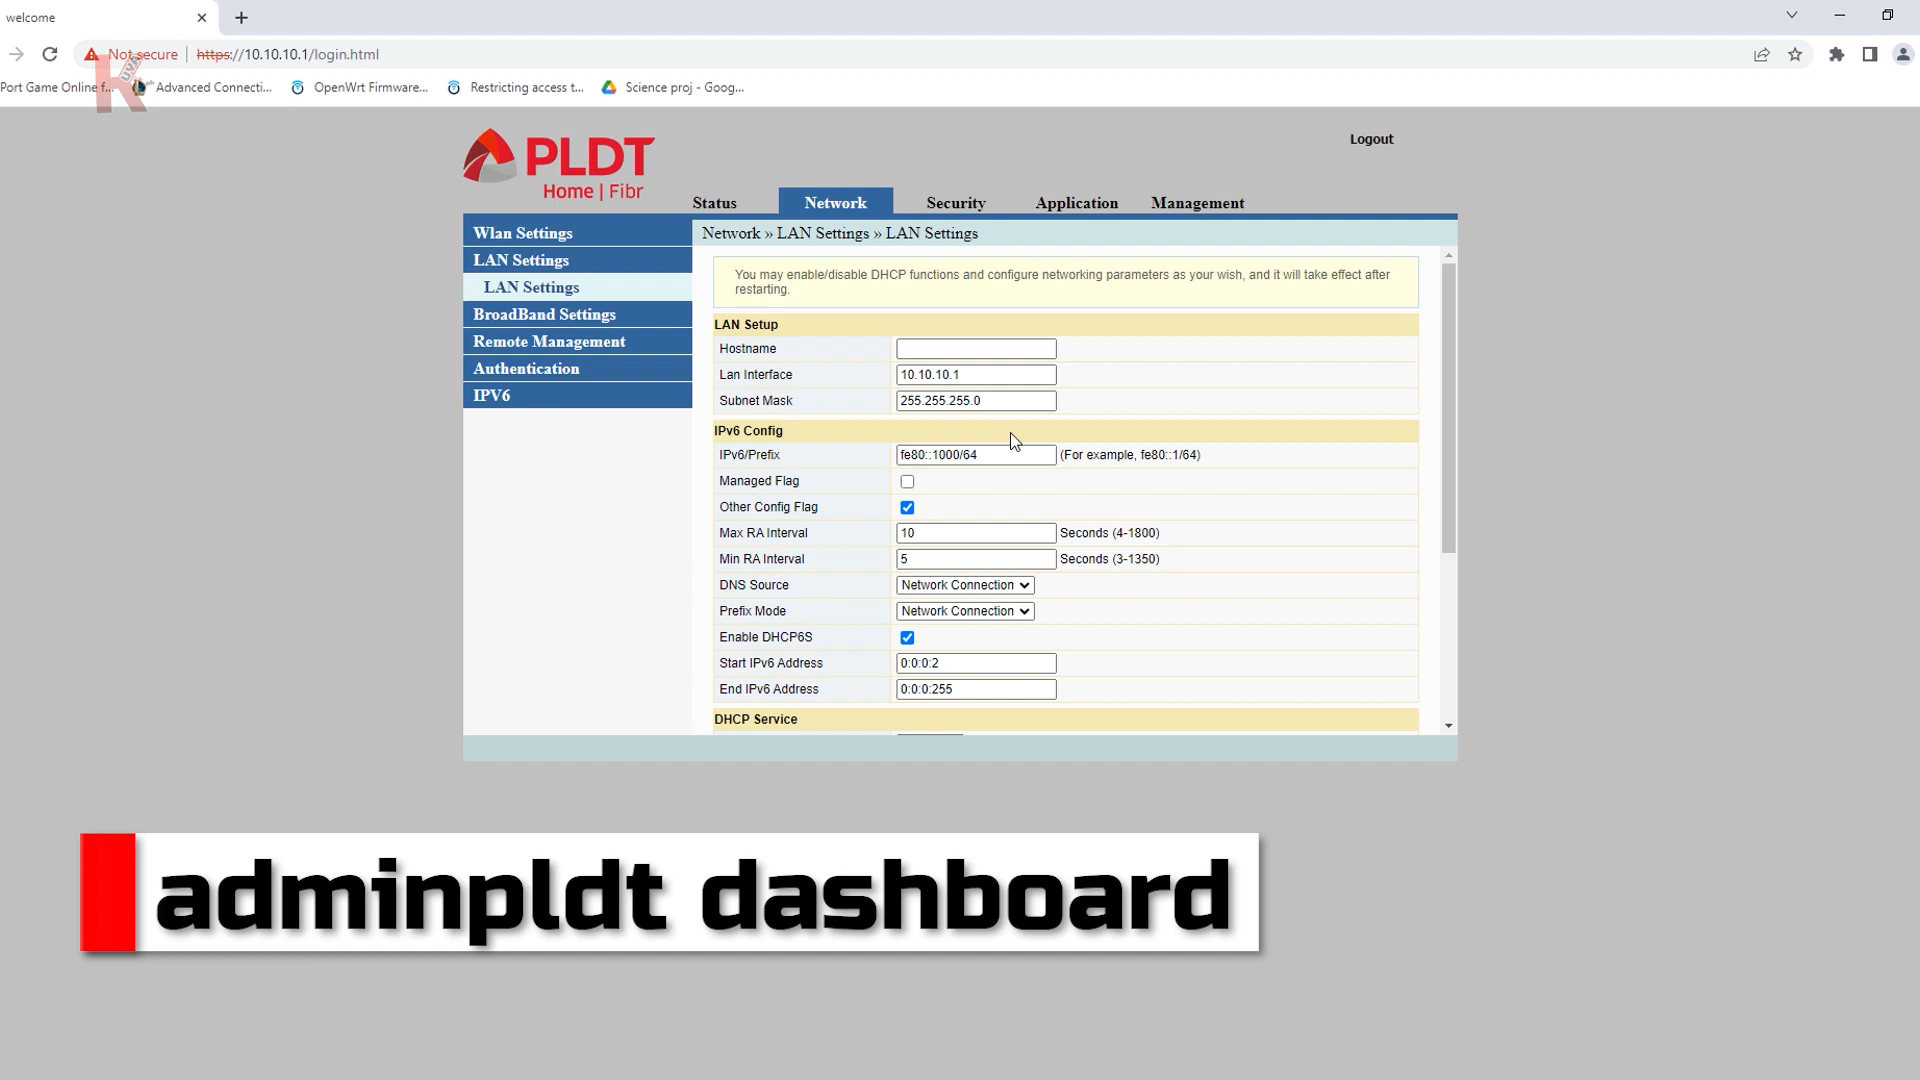 welcome
Not secure https://10.10.10.1/login.html
Port Game Online f... Advanced Connecti... OpenWrt Firmware... Restricting access t... Science proj - Goog...
K UYA
PLDT
Home | Fibr
Logout
Status Network Security Application Management
Wlan Settings
LAN Settings
LAN Settings
BroadBand Settings
Remote Management
Authentication
IPV6
Network » LAN Settings » LAN Settings
You may enable/disable DHCP functions and configure networking parameters as your wish, and it will take effect after
restarting.
LAN Setup
Hostname
Lan Interface 10.10.10.1
Subnet Mask 255.255.255.0
IPv6 Config
IPv6/Prefix fe80::1000/64 (For example, fe80::1/64)
Managed Flag
Other Config Flag
Max RA Interval 10 Seconds (4-1800)
Min RA Interval 5 Seconds (3-1350)
DNS Source Network Connection
Prefix Mode Network Connection
Enable DHCP6S
Start IPv6 Address 0:0:0:2
End IPv6 Address 0:0:0:255
DHCP Service
adminpldt dashboard